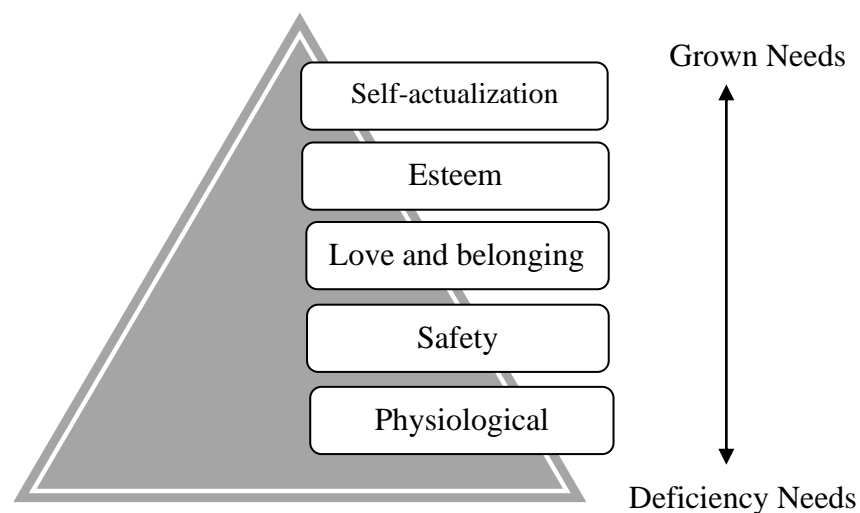 Grown Needs
Self-actualization
Esteem
Love and belonging
Safety
Physiological
Deficiency Needs